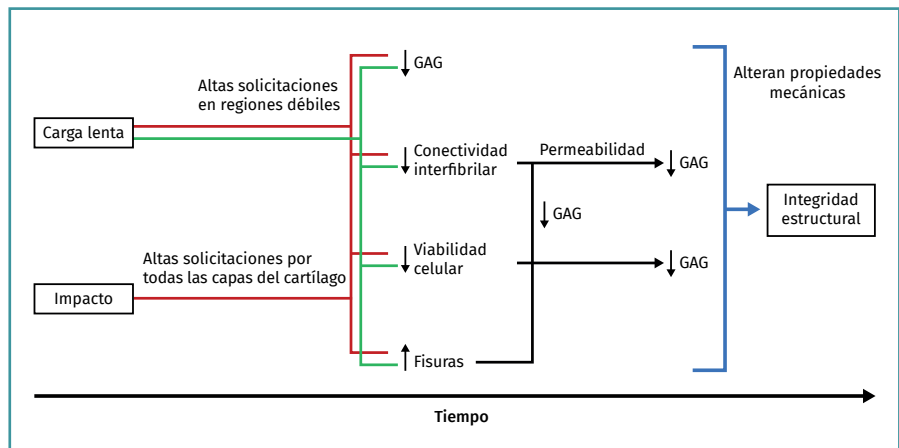 Altas solicitaciones
en regiones débiles
Carga lenta
Altas solicitaciones por
todas las capas del cartílago
Impacto
↓ GAG
↓ Conectividad
interfibrilar
↓ Viabilidad
celular
↑ Fisuras
Permeabilidad
↓ GAG
↓ GAG
↓ GAG
Alteran propiedades
mecánicas
Integridad
estructural
Tiempo